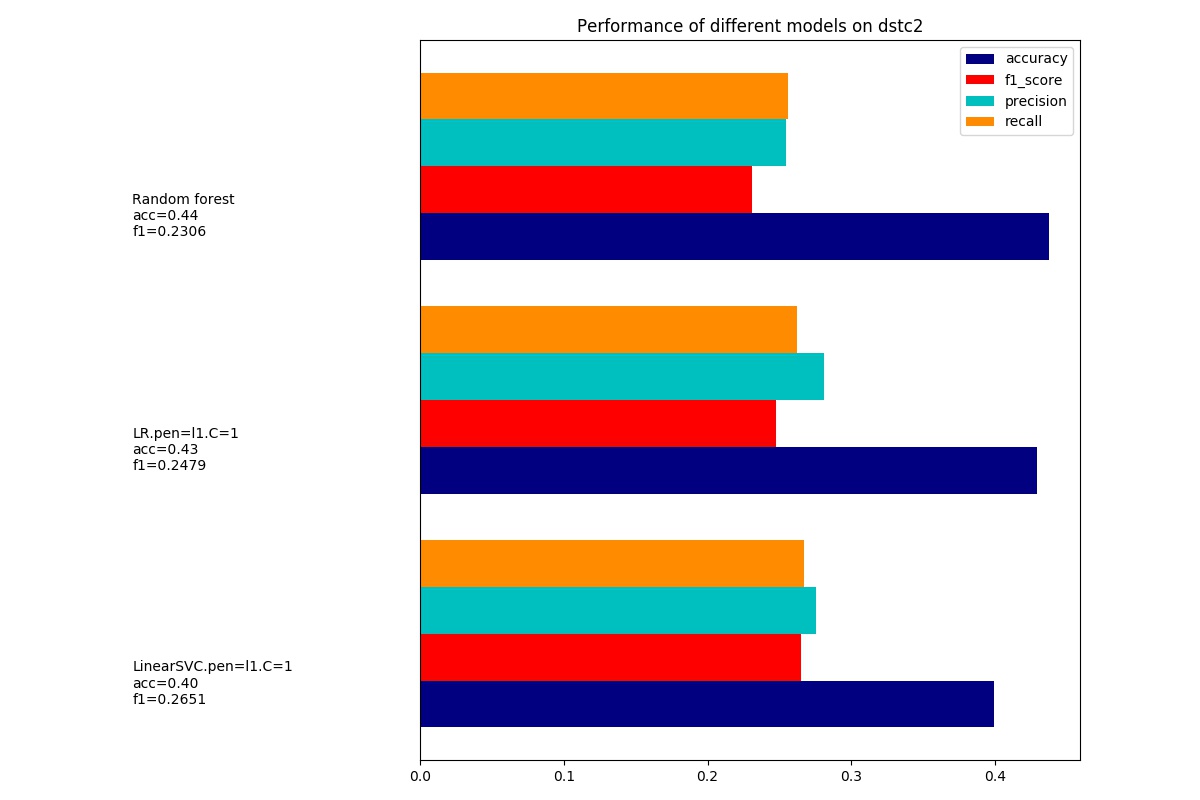 Performance of different models on dstc2
accuracy
f1_score
precision
recall
Random forest
acc=0.44
f1=0.2306
LR.pen=l1.C=1
acc=0.43
f1=0.2479
LinearSVC.pen=l1.C=1
acc=0.40
f1=0.2651
0.0 0.1 0.2 0.3 0.4